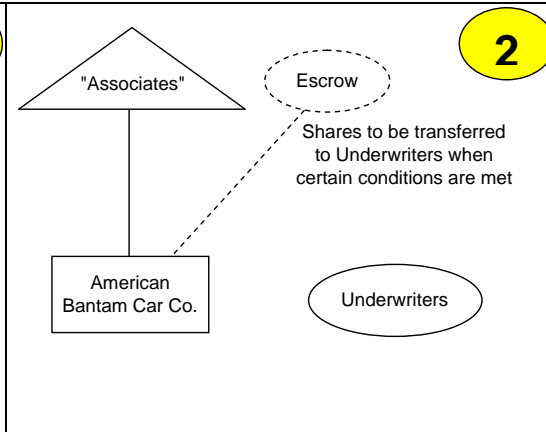 2
"Associates"
Escrow
Shares to be transferred
to Underwriters when
certain conditions are met
American
Bantam Car Co.
Underwriters